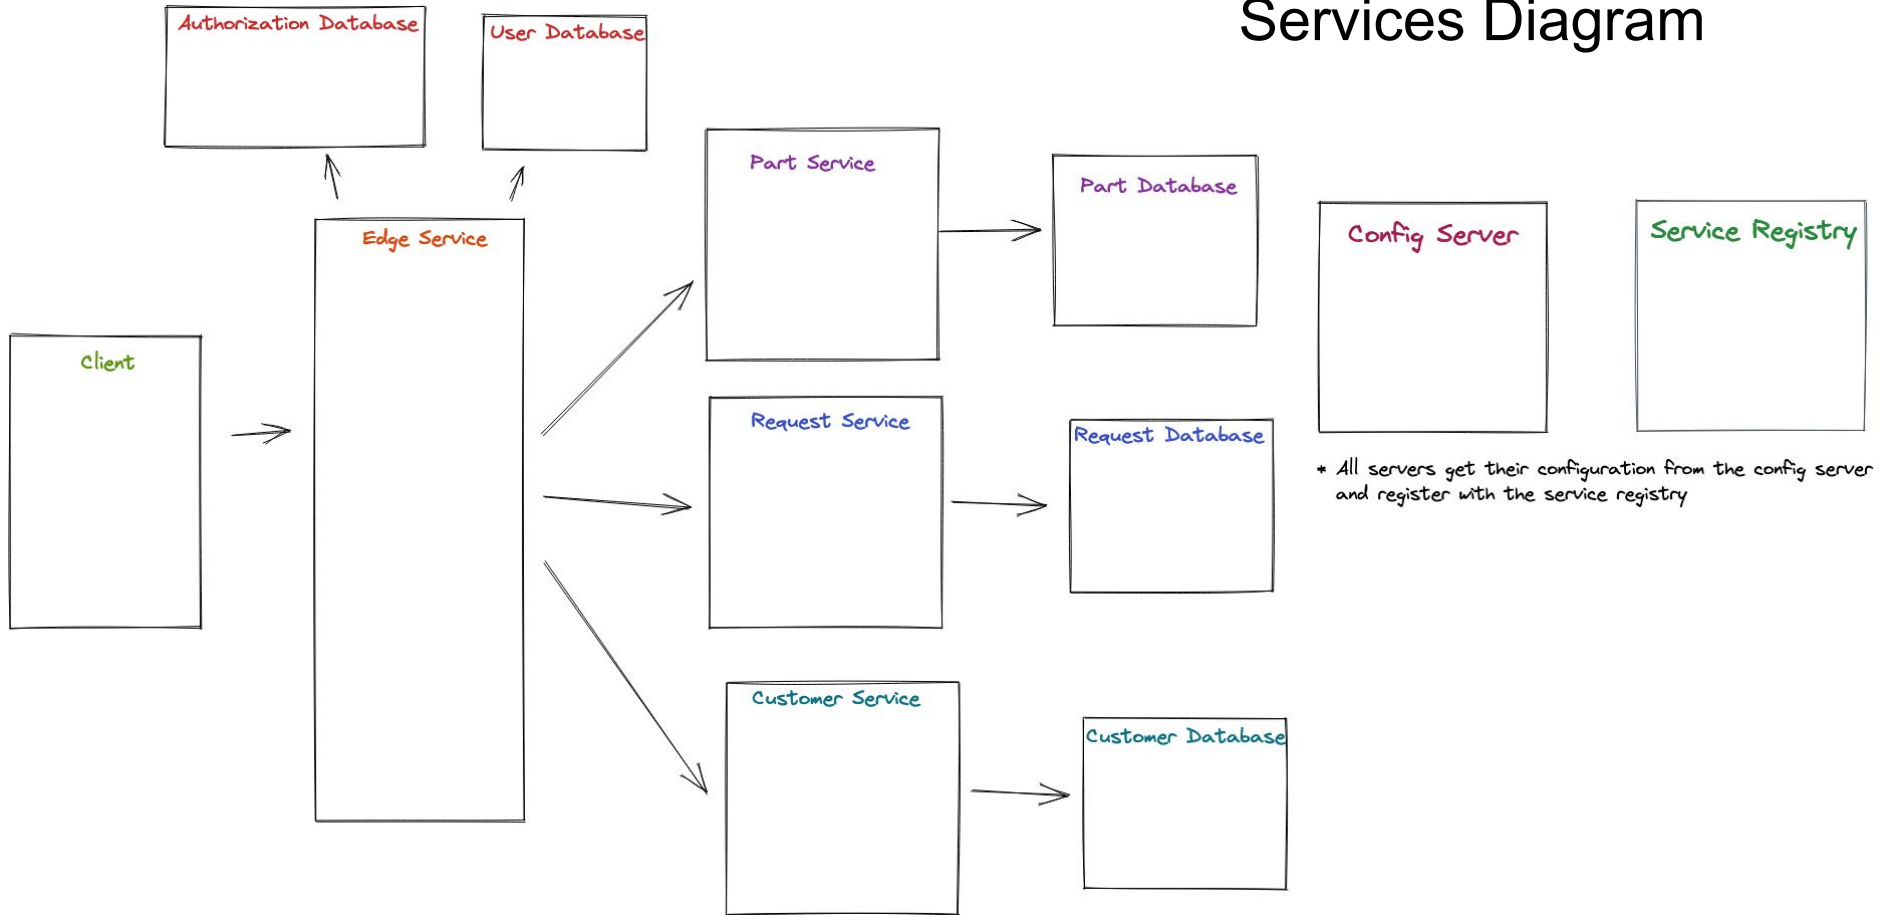 Services Diagram
Authorization Database
User Database
Part Service
Part Database
Config Server
Service Registry
Edge Service
Client
Request Service
Request Database
* All servers get their configuration from the config server
and register with the service registry
Customer Service
Customer Database